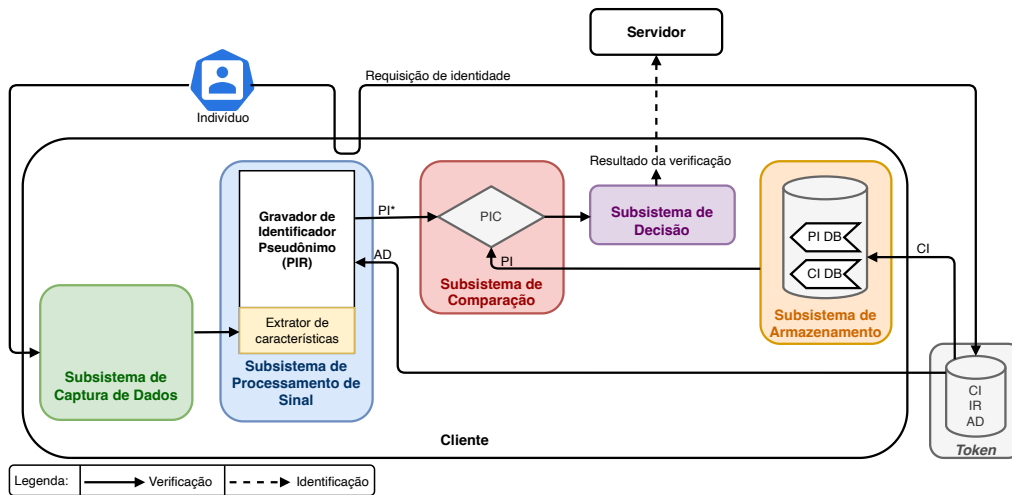 Servidor
Requisição de identidade
Indivíduo
Resultado da verificação
Gravador de
Identificador
Pseudônimo
(PIR)
PI*
AD
PIC
PI
Subsistema de
Decisão
PI DB
CI DB
CI
Subsistema de
Comparação
Subsistema de
Armazenamento
Extrator de
características
Subsistema de
Processamento de
Sinal
Subsistema de
Captura de Dados
CI
IR
AD
Token
Cliente
Legenda:
Verificação
Identificação